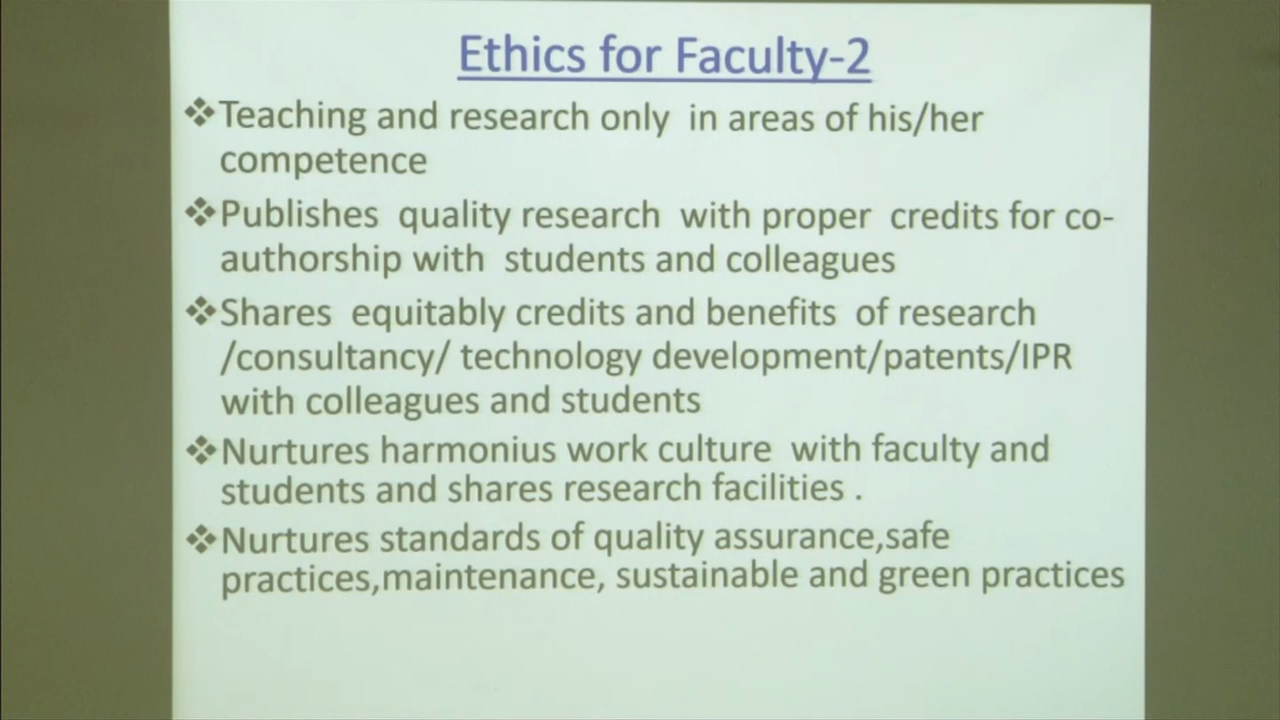 Ethics for Faculty-2
❖Teaching and research only in areas of his/her
competence
❖Publishes quality research with proper credits for co-
authorship with students and colleagues
❖Shares equitably credits and benefits of research
/consultancy/ technology development/patents/IPR
with colleagues and students
❖Nurtures harmonius work culture with faculty and
students and shares research facilities .
❖Nurtures standards of quality assurance,safe
practices,maintenance, sustainable and green practices